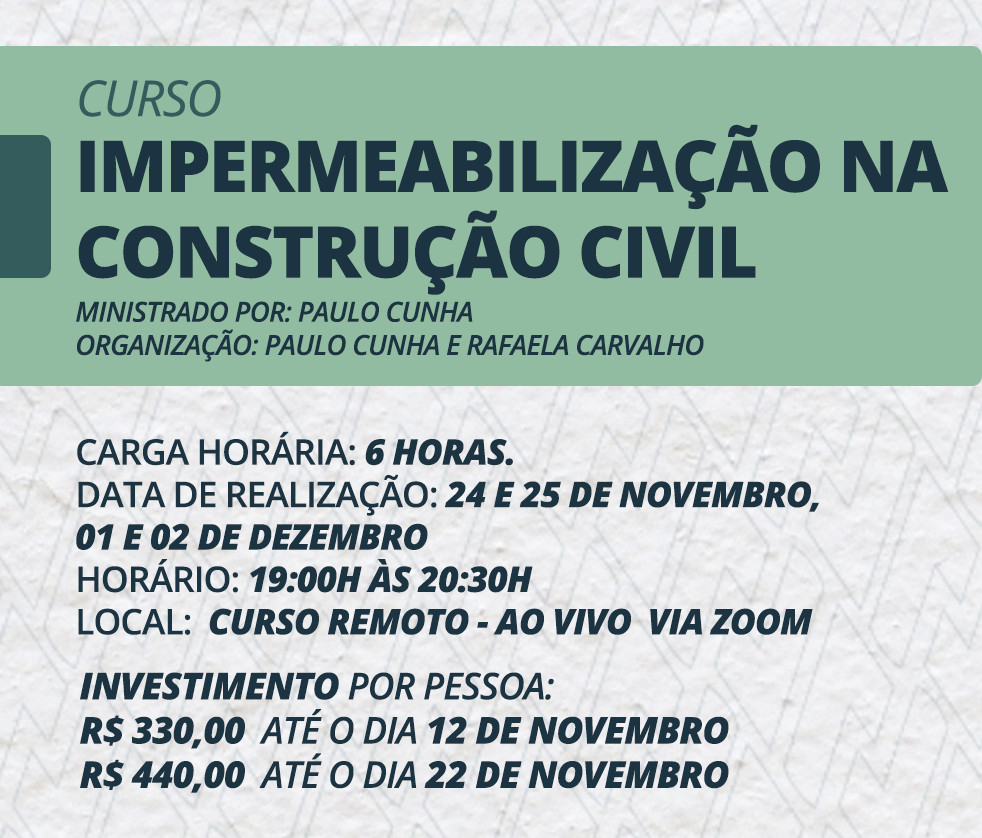 CURSO
IMPERMEABILIZAÇÃO NA
CONSTRUÇÃO CIVIL
MINISTRADO POR: PAULO CUNHA
ORGANIZAÇÃO: PAULO CUNHA E RAFAELA CARVALHO
CARGA HORÁRIA: 6 HORAS.
DATA DE REALIZAÇÃO: 24 E 25 DE NOVEMBRO,
01 E 02 DE DEZEMBRO
HORÁRIO: 19:00H ÀS 20:30H
LOCAL: CURSO REMOTO - AO VIVO VIA ZOOM
INVESTIMENTO POR PESSOA:
R$ 330,00 ATÉ O DIA 12 DE NOVEMBRO
R$ 440,00 ATÉ O DIA 22 DE NOVEMBRO